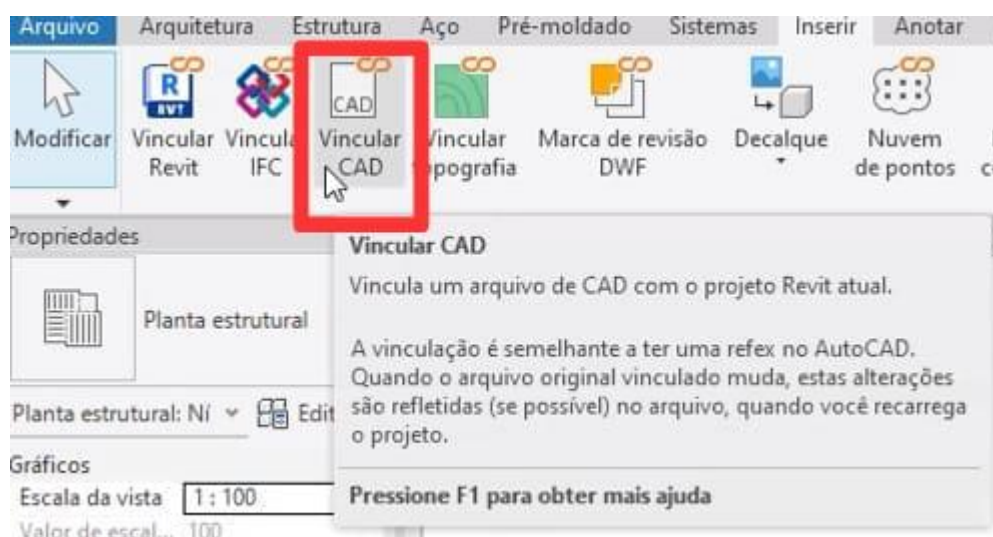 Arquivo Arquitetura Estrutura Aço Pré-moldado Sistemas Inserir Anotar
R
RVT
CAD
Modificar Vincular Vincula Vincular Vincular Marca de revisão Decalque Nuvem
Revit IFC CAD topografia DWF de pontos
Propriedades
Planta estrutural
Planta estrutural: Ní Edit
Gráficos
Escala da vista 1 : 100
Valor de escal... 100
Vincular CAD
Vincula um arquivo de CAD com o projeto Revit atual.
A vinculação é semelhante a ter uma refex no AutoCAD.
Quando o arquivo original vinculado muda, estas alterações
são refletidas (se possível) no arquivo, quando você recarrega
o projeto.
Pressione F1 para obter mais ajuda